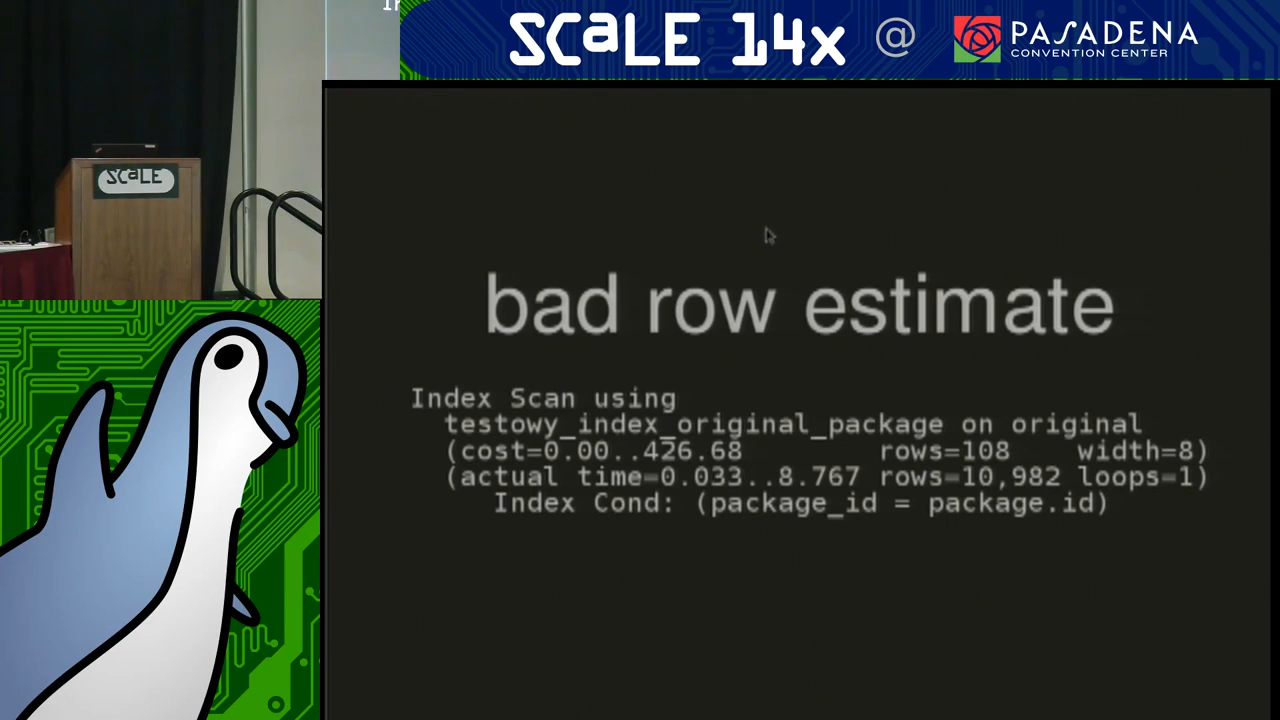 SCALE 14x @ PASADENA
CONVENTION CENTER
SCALE
bad row estimate
Index Scan using
testowy_index_original_package on original
(cost=0.00..426.68 rows=108 width=8)
(actual time=0.033..8.767 rows=10,982 loops=1)
Index Cond: (package_id = package.id)